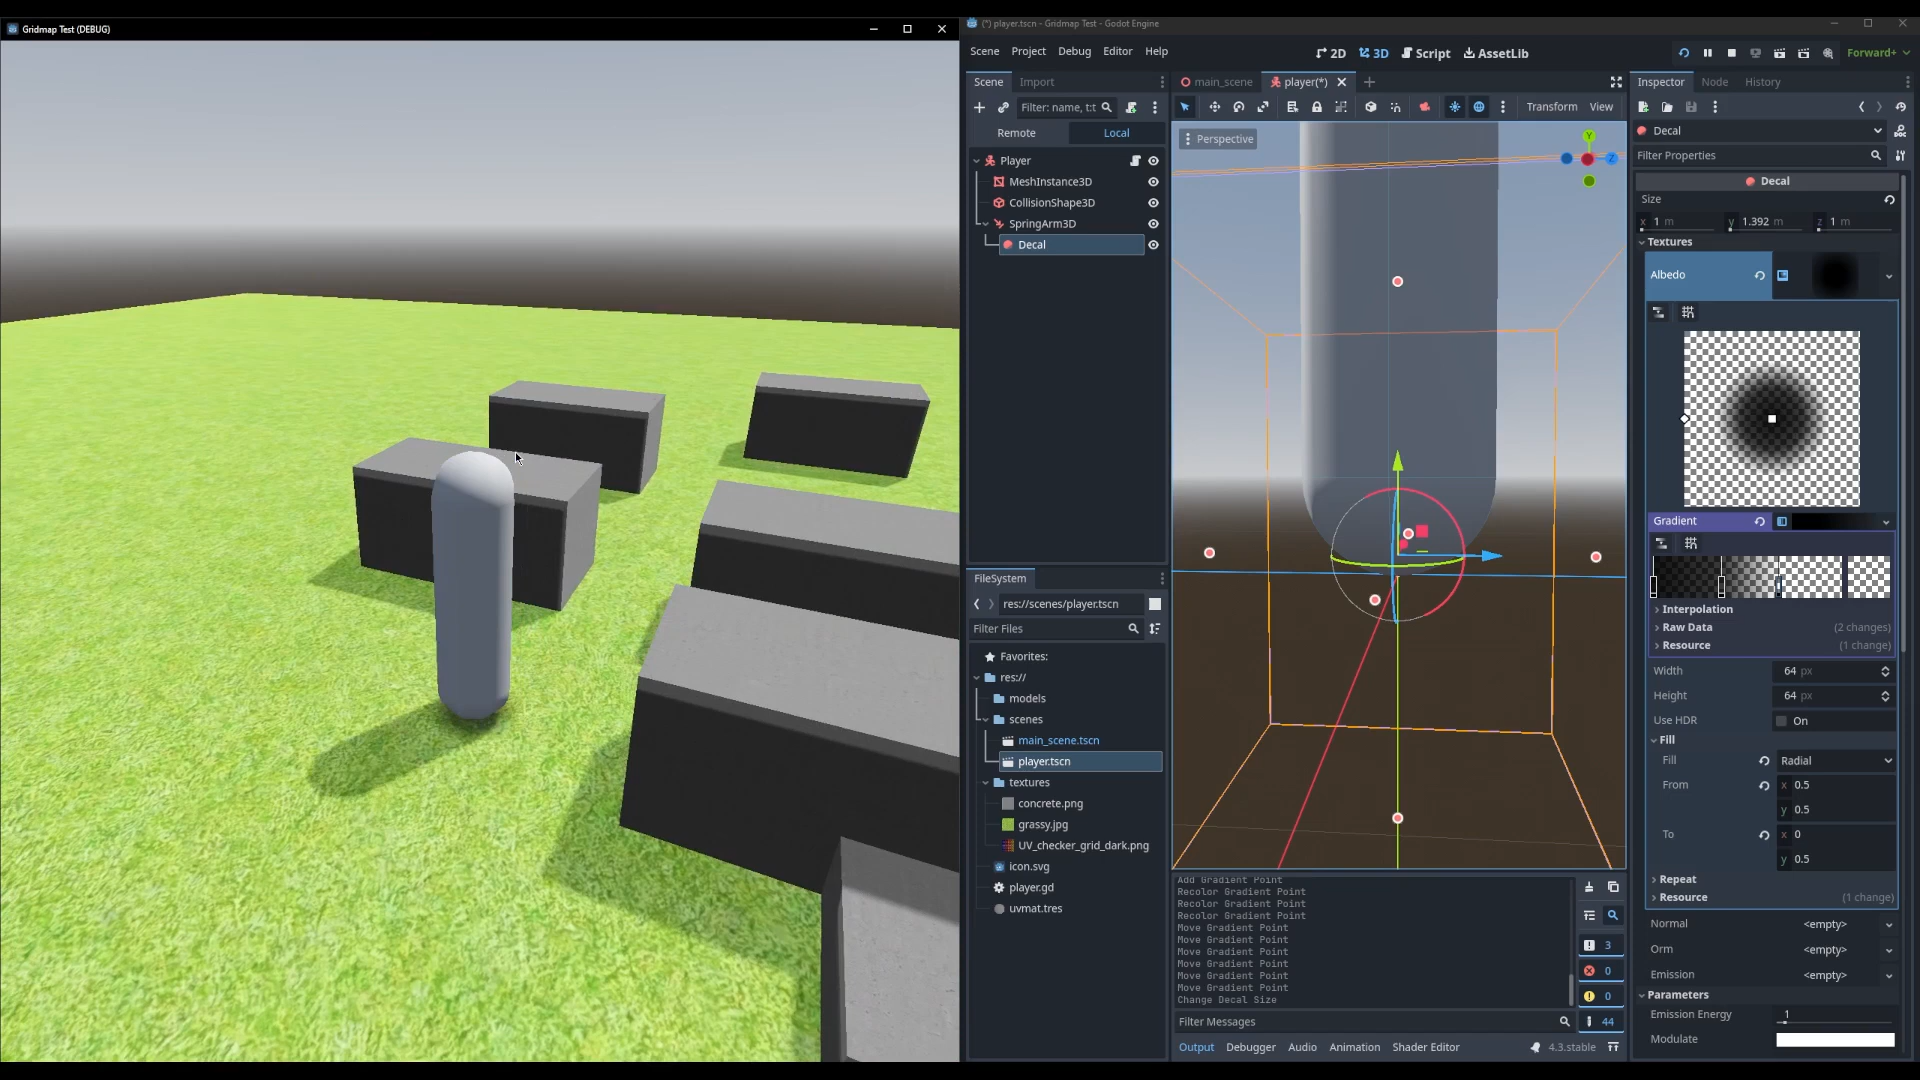 Gridmap Test (DEBUG)
(*) player.tscn - Gridmap Test - Godot Engine
Scene Project Debug Editor Help
2D 3D Script AssetLib
Forward+
Scene Import
Filter: name, t:t
Remote Local
Player
MeshInstance3D
CollisionShape3D
SpringArm3D
Decal
FileSystem
res://scenes/player.tscn
Filter Files
Favorites:
res://
models
scenes
main_scene.tscn
player.tscn
textures
concrete.png
grassy.jpg
UV_checker_grid_dark.png
icon.svg
player.gd
uvmat.tres
main_scene player(*)
Transform View
Perspective
Y
Z
Add Gradient Point
Recolor Gradient Point
Recolor Gradient Point
Recolor Gradient Point
Move Gradient Point
Move Gradient Point
Move Gradient Point
Move Gradient Point
Move Gradient Point
Move Gradient Point
Change Decal Size
3
0
0
44
Filter Messages
Output Debugger Audio Animation Shader Editor
4.3.stable
Inspector Node History
Decal
DOC
Filter Properties
Decal
Size
x 1 m y 1.392 m z 1 m
Textures
Albedo
Gradient
Interpolation
Raw Data (2 changes)
Resource (1 change)
Width 64 px
Height 64 px
Use HDR On
Fill
Fill Radial
From x 0.5
y 0.5
To x 0
y 0.5
Repeat
Resource (1 change)
Normal <empty>
Orm <empty>
Emission <empty>
Parameters
Emission Energy 1
Modulate